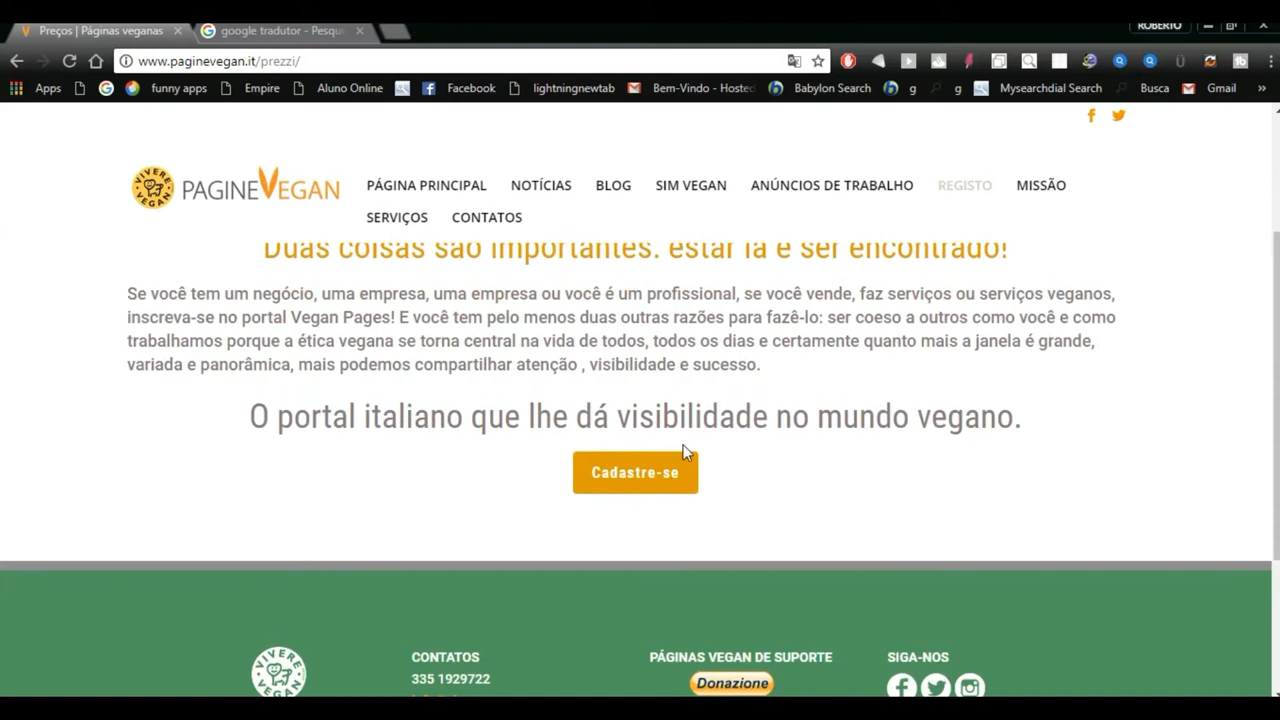 Preços | Páginas veganas
google tradutor - Pesqu
ROBERTO
www.paginevegan.it/prezzi/
Apps funny apps Empire Aluno Online Facebook lightningnewtab Bem-Vindo - Hosted Babylon Search g g Mysearchdial Search Busca Gmail »
VIVERE VEGAN
PAGINEVEGAN
PÁGINA PRINCIPAL NOTÍCIAS BLOG SIM VEGAN ANÚNCIOS DE TRABALHO REGISTO MISSÃO
SERVIÇOS CONTATOS
Duas coisas são importantes. estar lá e ser encontrado!
Se você tem um negócio, uma empresa, uma empresa ou você é um profissional, se você vende, faz serviços ou serviços veganos,
inscreva-se no portal Vegan Pages! E você tem pelo menos duas outras razões para fazê-lo: ser coeso a outros como você e como
trabalhamos porque a ética vegana se torna central na vida de todos, todos os dias e certamente quanto mais a janela é grande,
variada e panorâmica, mais podemos compartilhar atenção , visibilidade e sucesso.
O portal italiano que lhe dá visibilidade no mundo vegano.
Cadastre-se
VIVERE
CONTATOS
335 1929722
PÁGINAS VEGAN DE SUPORTE
Donazione
SIGA-NOS